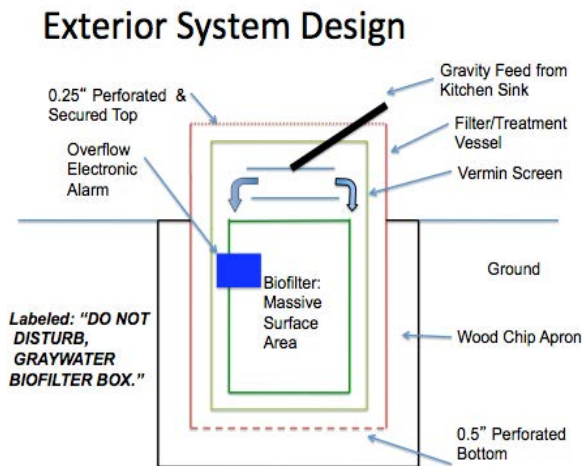 Exterior System Design
Gravity Feed from
Kitchen Sink
0.25“ Perforated &
Secured Top
Filter/Treatment
Vessel
Overflow
Electronic
Alarm
Vermin Screen
Biofilter:
Massive
Surface
Area
Ground
Labeled: “DO NOT
DISTURB,
GRAYWATER
BIOFILTER BOX.”
Wood Chip Apron
0.5” Perforated
Bottom